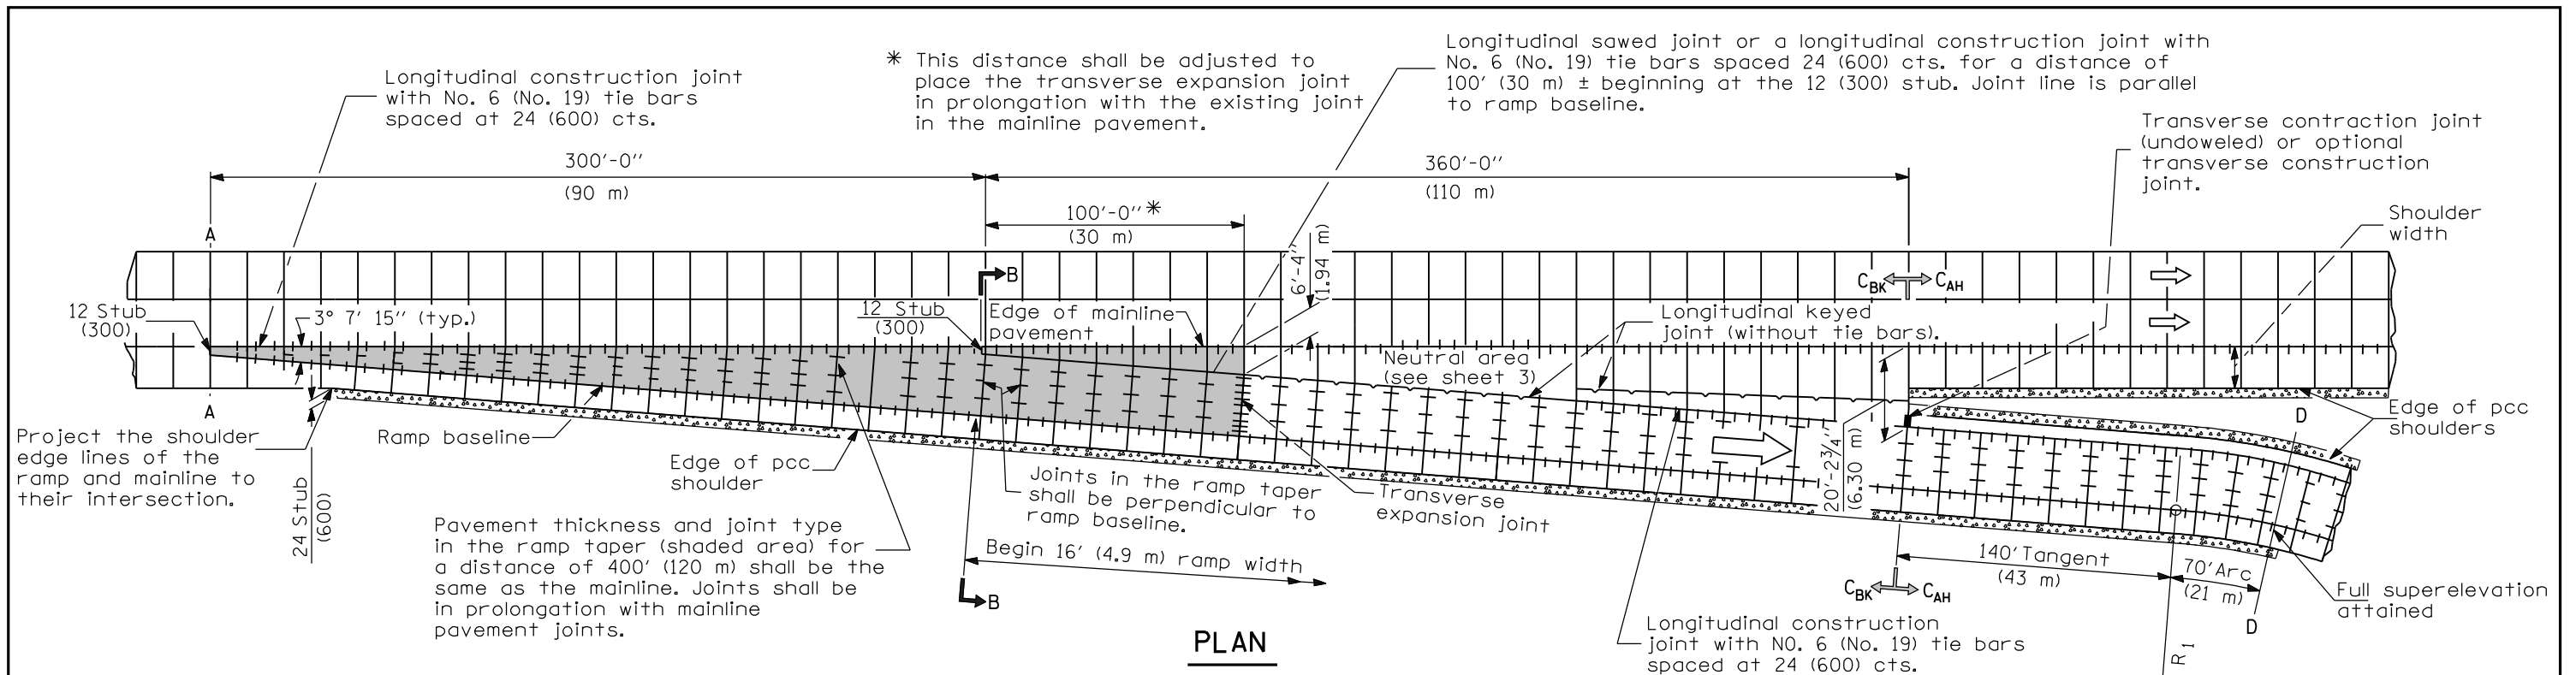 Longitudinal construction joint
with No. 6 (No. 19) tie bars
spaced at 24 (600) cts.
* This distance shall be adjusted to
place the transverse expansion joint
in prolongation with the existing joint
in the mainline pavement.
Longitudinal sawed joint or a longitudinal construction joint with
No. 6 (No. 19) tie bars spaced 24 (600) cts. for a distance of
100' (30 m) ± beginning at the 12 (300) stub. Joint line is parallel
to ramp baseline.
Transverse contraction joint
(undoweled) or optional
transverse construction
joint.
Shoulder
width
300'-0"
(90 m)
360'-0"
(110 m)
100'-0" *
(30 m)
6'-4"
(1.94 m)
A
B
C BK
C AH
12 Stub
(300)
3° 7' 15" (typ.)
12 Stub
(300)
Edge of mainline
pavement
Longitudinal keyed
joint (without tie bars).
Neutral area
(see sheet 3)
A
D
Edge of pcc
shoulders
Project the shoulder
edge lines of the
ramp and mainline to
their intersection.
24 Stub
(600)
Ramp baseline
Edge of pcc
shoulder
Joints in the ramp taper
shall be perpendicular to
ramp baseline.
Transverse
expansion joint
20'-2¾"
(6.30 m)
Pavement thickness and joint type
in the ramp taper (shaded area) for
a distance of 400' (120 m) shall be the
same as the mainline. Joints shall be
in prolongation with mainline
pavement joints.
Begin 16' (4.9 m) ramp width
B
140' Tangent
(43 m)
70' Arc
(21 m)
C BK
C AH
Full superelevation
attained
D
R1
Longitudinal construction
joint with NO. 6 (No. 19) tie bars
spaced at 24 (600) cts.
PLAN